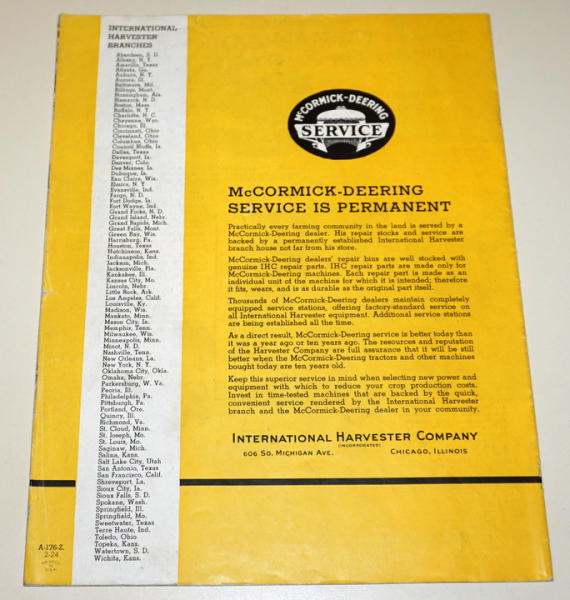 INTERNATIONAL
HARVESTER
BRANCHES
Aberdeen, S. D.
Albany, N. Y.
Amarillo, Texas
Atlanta, Ga.
Auburn, N. Y.
Aurora, Ill.
Baltimore, Md.
Billings, Mont.
Birmingham, Ala.
Bismarck, N. D.
Boston, Mass.
Buffalo, N. Y.
Charlotte, N. C.
Cheyenne, Wyo.
Chicago, Ill.
Cincinnati, Ohio
Cleveland, Ohio
Columbus, Ohio
Council Bluffs, Ia.
Dallas, Texas
Davenport, Ia.
Denver, Colo.
Des Moines, Ia.
Dubuque, Ia.
Eau Claire, Wis.
Elmira, N. Y.
Evansville, Ind.
Fargo, N. D.
Fort Dodge, Ia.
Fort Wayne, Ind.
Grand Forks, N. D.
Grand Island, Nebr.
Grand Rapids, Mich.
Great Falls, Mont.
Green Bay, Wis.
Harrisburg, Pa.
Houston, Texas
Hutchinson, Kans.
Indianapolis, Ind.
Jackson, Mich.
Jacksonville, Fla.
Kankakee, Ill.
Kansas City, Mo.
Lincoln, Nebr.
Little Rock, Ark.
Los Angeles, Calif.
Louisville, Ky.
Madison, Wis.
Mankato, Minn.
Mason City, Ia.
Memphis, Tenn.
Milwaukee, Wis.
Minneapolis, Minn.
Minot, N. D.
Nashville, Tenn.
New Orleans, La.
New York, N. Y.
Oklahoma City, Okla.
Omaha, Nebr.
Parkersburg, W. Va.
Peoria, Ill.
Philadelphia, Pa.
Pittsburgh, Pa.
Portland, Ore.
Quincy, Ill.
Richmond, Va.
St. Cloud, Minn.
St. Joseph, Mo.
St. Louis, Mo.
Saginaw, Mich.
Salina, Kans.
Salt Lake City, Utah
San Antonio, Texas
San Francisco, Calif.
Shreveport, La.
Sioux City, Ia.
Sioux Falls, S. D.
Spokane, Wash.
Springfield, Ill.
Springfield, Mo.
Sweetwater, Texas
Terre Haute, Ind.
Toledo, Ohio
Topeka, Kans.
Watertown, S. D.
Wichita, Kans.
A-176-Z.
2-24
PRINTED
IN
U.S.A.
McCORMICK-DEERING
SERVICE
McCORMICK-DEERING
SERVICE IS PERMANENT
Practically every farming community in the land is served by a
McCormick-Deering dealer. His repair stocks and service are
backed by a permanently established International Harvester
branch house not far from his store.
McCormick-Deering dealers' repair bins are well stocked with
genuine IHC repair parts. IHC repair parts are made only for
McCormick-Deering machines. Each repair part is made as an
individual unit of the machine for which it is intended; therefore
it fits, wears, and is as durable as the original part itself.
Thousands of McCormick-Deering dealers maintain completely
equipped service stations, offering factory-standard service on
all International Harvester equipment. Additional service stations
are being established all the time.
As a direct result, McCormick-Deering service is better today than
it was a year ago or ten years ago. The resources and reputation
of the Harvester Company are full assurance that it will be still
better when the McCormick-Deering tractors and other machines
bought today are ten years old.
Keep this superior service in mind when selecting new power and
equipment with which to reduce your crop production costs.
Invest in time-tested machines that are backed by the quick,
convenient service rendered by the International Harvester
branch and the McCormick-Deering dealer in your community.
INTERNATIONAL HARVESTER COMPANY
(INCORPORATED)
606 SO. MICHIGAN AVE. CHICAGO, ILLINOIS